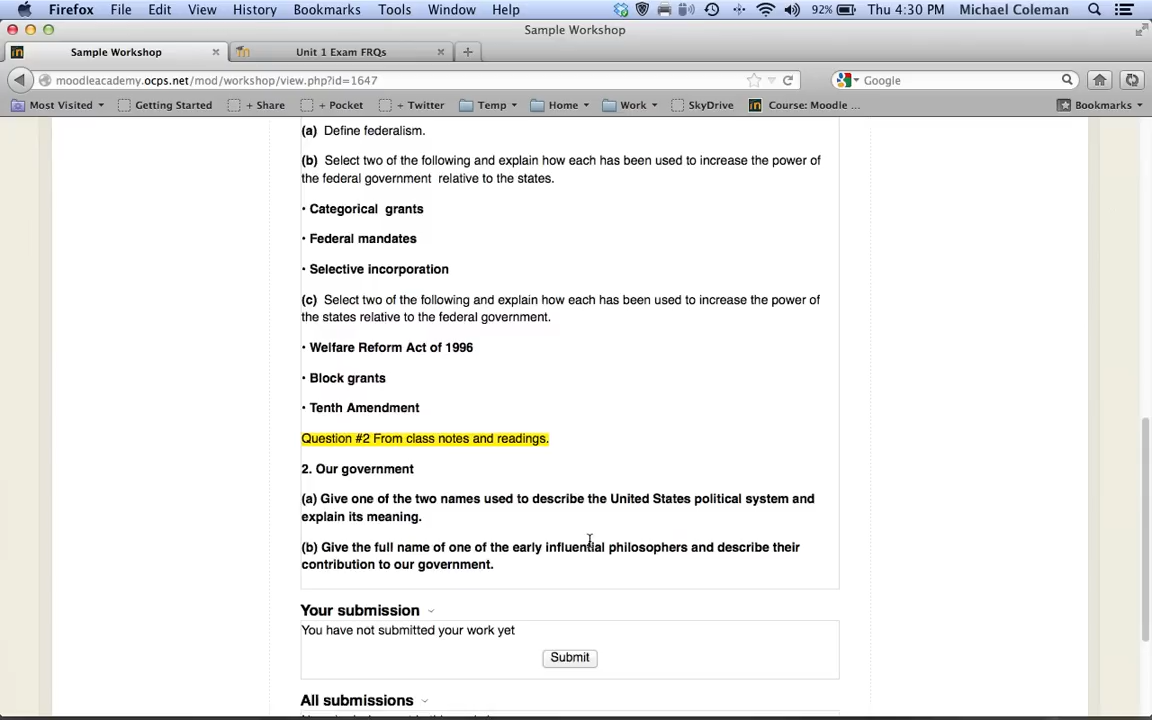 Firefox File Edit View History Bookmarks Tools Window Help 92% Thu 4:30 PM Michael Coleman
Sample Workshop
Sample Workshop Unit 1 Exam FRQs
moodleacademy.ocps.net/mod/workshop/view.php?id=1647 Google
Most Visited Getting Started + Share + Pocket + Twitter Temp Home Work SkyDrive Course: Moodle ... Bookmarks
(a) Define federalism.
(b) Select two of the following and explain how each has been used to increase the power of
the federal government relative to the states.
• Categorical grants
• Federal mandates
• Selective incorporation
(c) Select two of the following and explain how each has been used to increase the power of
the states relative to the federal government.
• Welfare Reform Act of 1996
• Block grants
• Tenth Amendment
Question #2 From class notes and readings.
2. Our government
(a) Give one of the two names used to describe the United States political system and
explain its meaning.
(b) Give the full name of one of the early influential philosophers and describe their
contribution to our government.
Your submission
You have not submitted your work yet
Submit
All submissions